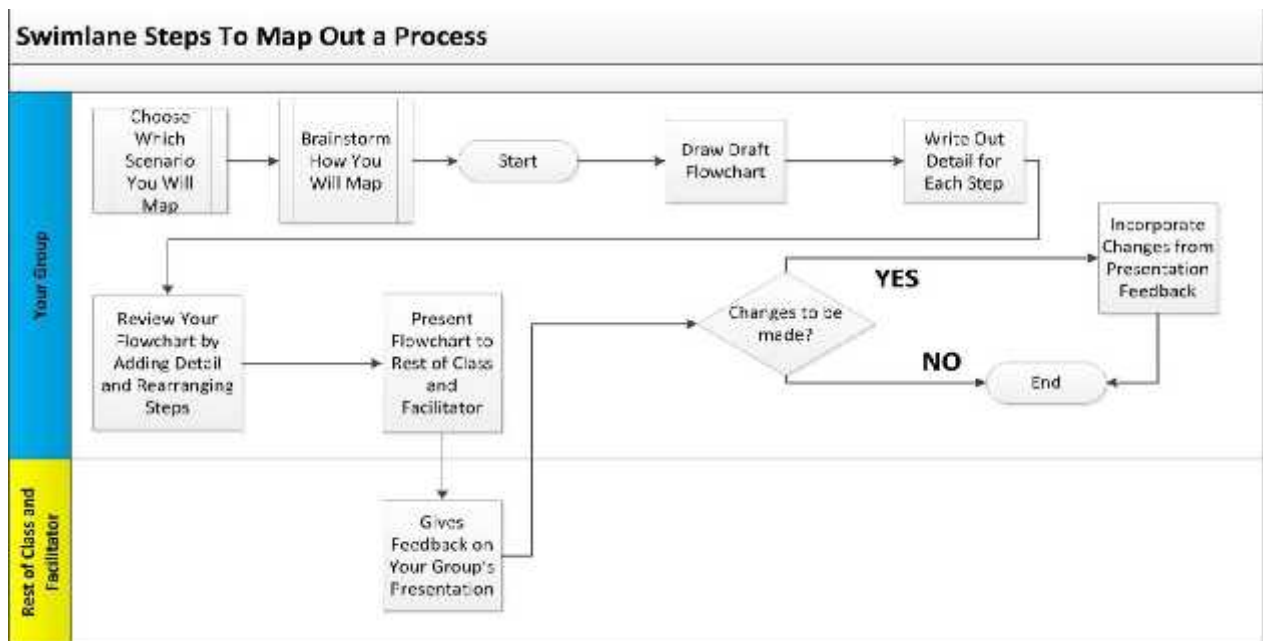 Swimlane Steps To Map Out a Process
Your Group
Choose
Which
Scenario
You Will
Map
Brainstorm
How You
Will Map
Start
Draw Draft
Flowchart
Write Out
Detail for
Each Step
Review Your
Flowchart by
Adding Detail
and Rearranging
Steps
Present
Flowchart to
Rest of Class
and
Facilitator
Changes to be
made?
YES
Incorporate
Changes from
Presentation
Feedback
NO
End
Rest of Class and
Facilitator
Gives
Feedback on
Your Group's
Presentation